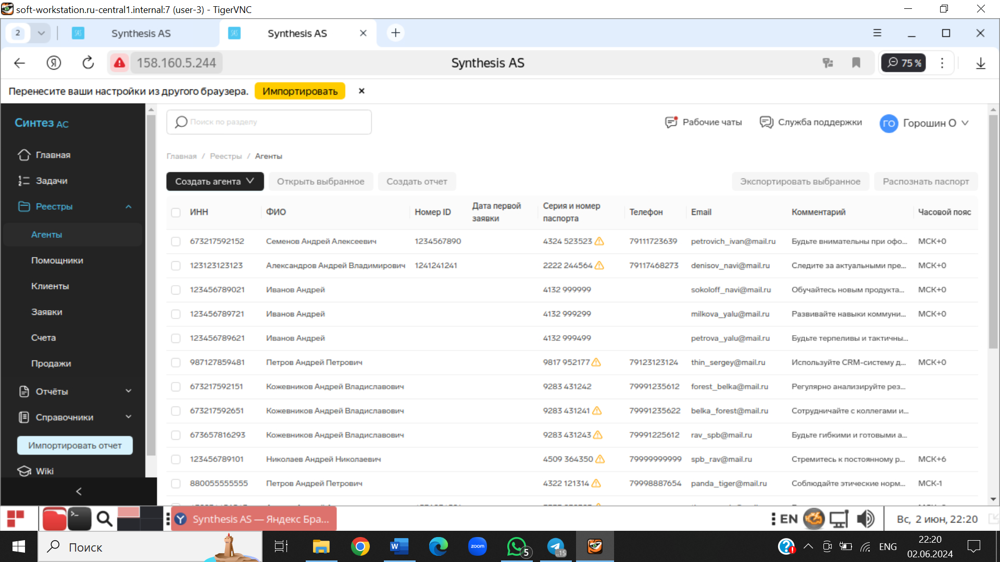 soft-workstation.ru-central1.internal:7 (user-3) - TigerVNC
2 Synthesis AS Synthesis AS
158.160.5.244 Synthesis AS 75 %
Перенесите ваши настройки из другого браузера. Импортировать
Синтез АС
Главная
Задачи
Реестры
Агенты
Помощники
Клиенты
Заявки
Счета
Продажи
Отчёты
Справочники
Импортировать отчет
Wiki
Поиск по разделу
Рабочие чаты Служба поддержки ГО Горошин О
Главная / Реестры / Агенты
Создать агента Открыть выбранное Создать отчет Экспортировать выбранное Распознать паспорт
ИНН ФИО Номер ID Дата первой заявки Серия и номер паспорта Телефон Email Комментарий Часовой пояс
673217592152 Семенов Андрей Алексеевич 1234567890 4324 523523 79111723639 petrovich_ivan@mail.ru Будьте внимательны при офо... МСК+0
123123123123 Александров Андрей Владимирович 1241241241 2222 244564 79117468273 denisov_navi@mail.ru Следите за актуальными пре... МСК+0
123456789021 Иванов Андрей 4132 999999 sokoloff_navi@mail.ru Обучайтесь новым продукта... МСК+0
123456789721 Иванов Андрей 4132 999299 milkova_yalu@mail.ru Развивайте навыки коммуни... МСК+0
123456789621 Иванов Андрей 4132 999499 petrova_yalu@mail.ru Будьте терпеливы и тактичны...
987127859481 Петров Андрей Петрович 9817 952177 79123123124 thin_sergey@mail.ru Используйте CRM-систему д... МСК+0
673217592151 Кожевников Андрей Владиславович 9283 431242 79991235612 forest_belka@mail.ru Регулярно анализируйте рез...
673217592651 Кожевников Андрей Владиславович 9283 431241 79991235622 belka_forest@mail.ru Сотрудничайте с коллегами и...
673657816293 Кожевников Андрей Владиславович 9283 431243 79991225612 rav_spb@mail.ru Будьте гибкими и готовыми а...
123456789101 Николаев Андрей Николаевич 4509 364350 79999999999 spb_rav@mail.ru Стремитесь к постоянному р... МСК+6
880055555555 Петров Андрей Петрович 4322 121314 79998887654 panda_tiger@mail.ru Соблюдайте этические норм... МСК-1
Synthesis AS — Яндекс Бра... EN Вс, 2 июн, 22:20
Поиск zoom 5 ..15 ENG 22:20
02.06.2024